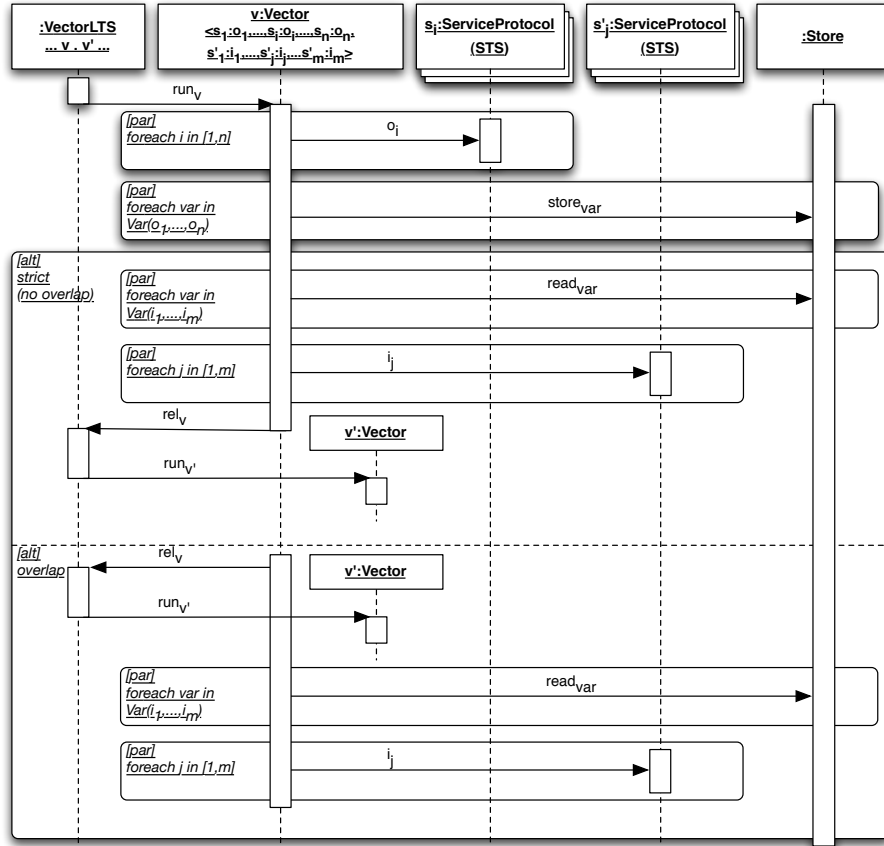 :VectorLTS
... v . v' ...
v:Vector
<s1:o1,....,si:oi,....,sn:on,
s'1:i1,....,s'j:ij,....s'm:im>
si:ServiceProtocol
(STS)
s'j:ServiceProtocol
(STS)
:Store
runv
[par]
foreach i in [1,n]
oi
[par]
foreach var in
Var(o1,....,on)
storevar
[alt]
strict
(no overlap)
[par]
foreach var in
Var(i1,....,im)
readvar
[par]
foreach j in [1,m]
ij
relv
v':Vector
runv'
[alt]
overlap
relv
v':Vector
runv'
[par]
foreach var in
Var(i1,....,im)
readvar
[par]
foreach j in [1,m]
ij